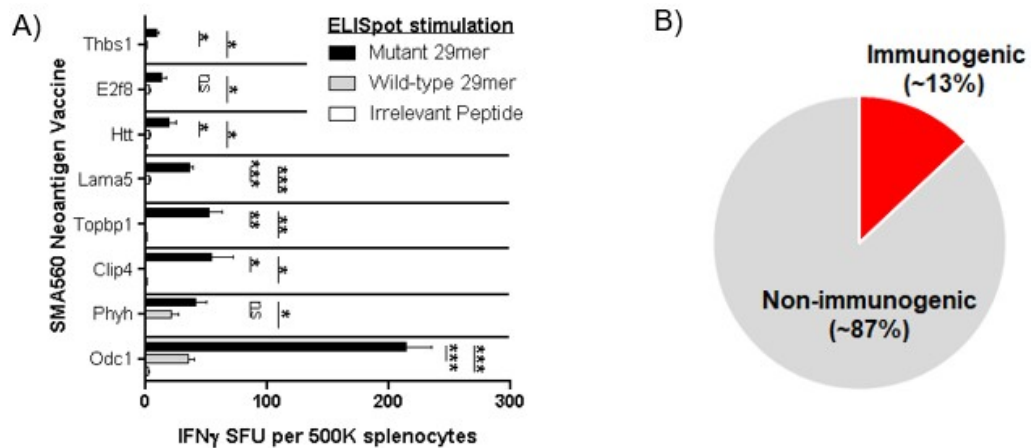 A)
SMA560 Neoantigen Vaccine
Thbs1
E2f8
Htt
Lama5
Topbp1
Clip4
Phyh
Odc1
ELISpot stimulation
Mutant 29mer
Wild-type 29mer
Irrelevant Peptide
*
*
ns
*
*
*
***
***
**
**
*
*
ns
*
***
***
0
100
200
300
IFNγ SFU per 500K splenocytes
B)
Immunogenic
(~13%)
Non-immunogenic
(~87%)